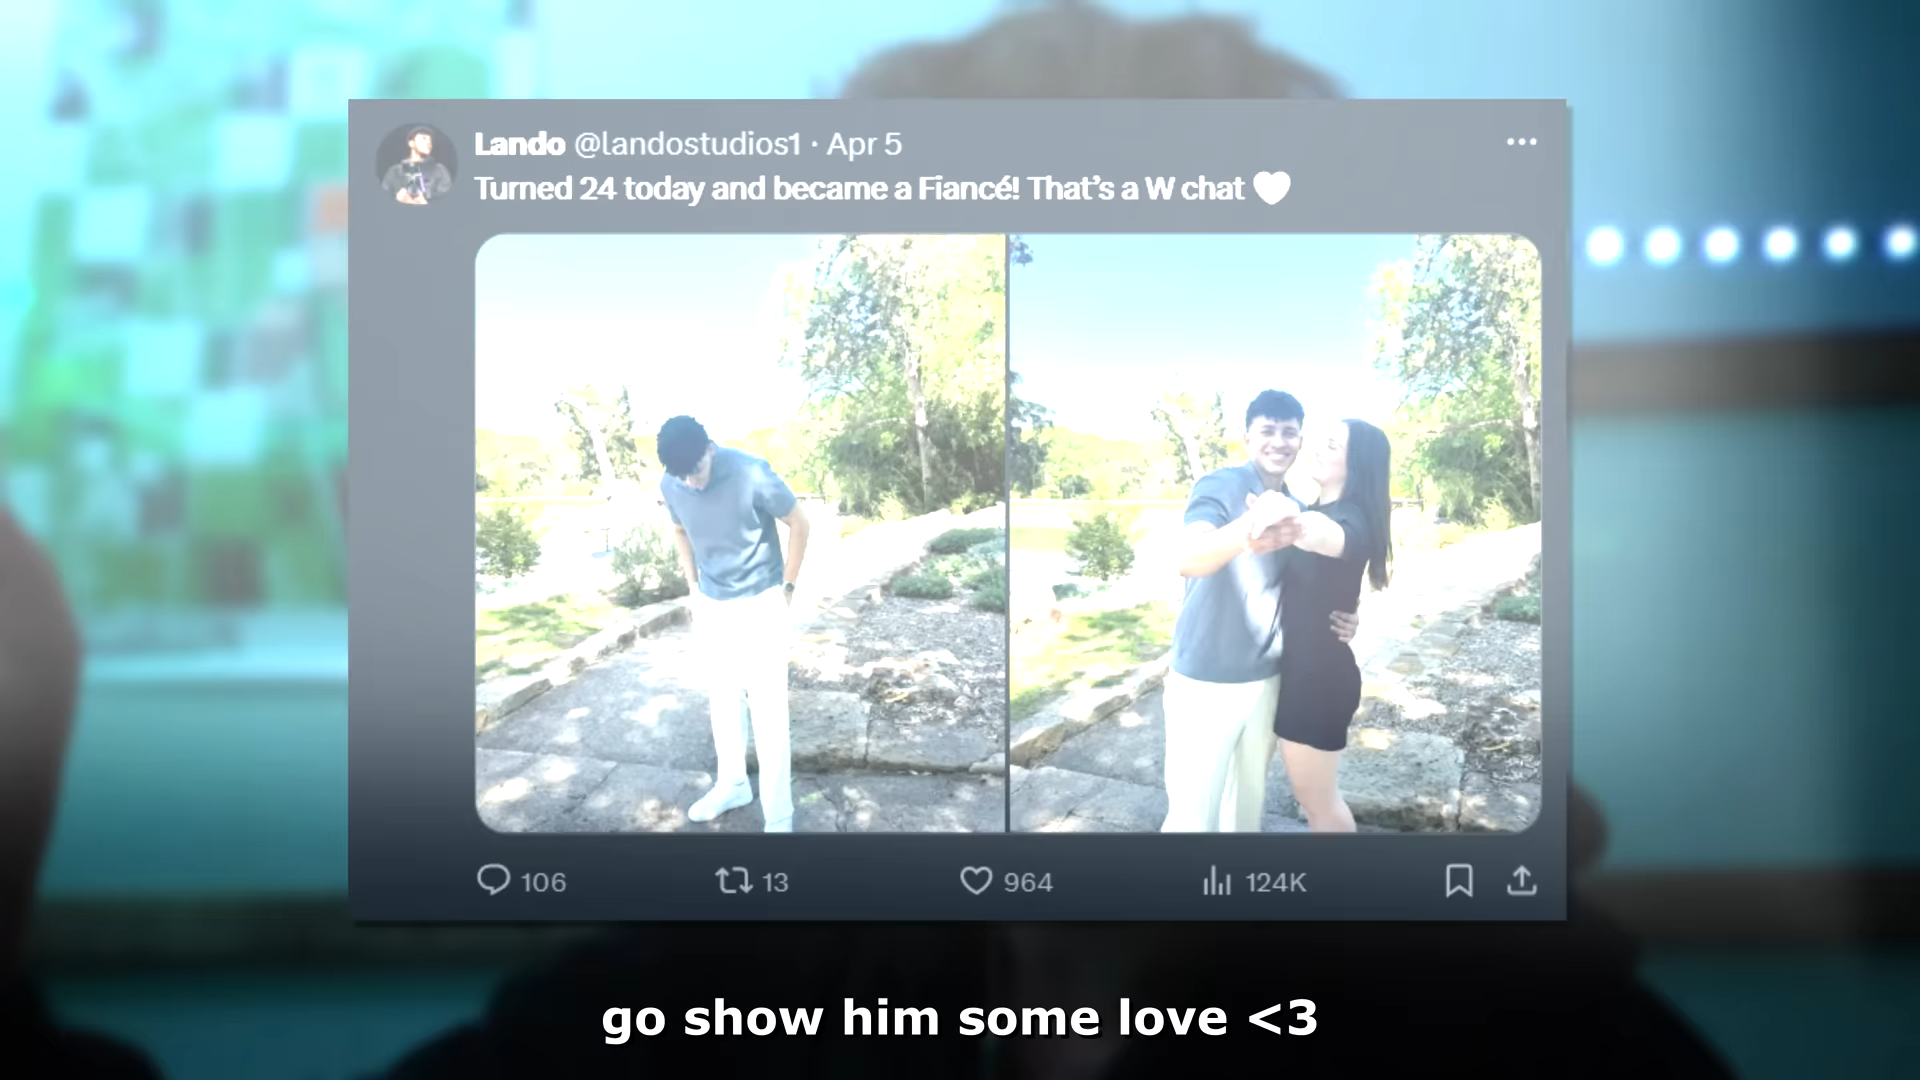 Lando @landostudios1 · Apr 5
Turned 24 today and became a Fiancé! That's a W chat 🤍
106 13 964 124K
go show him some love <3